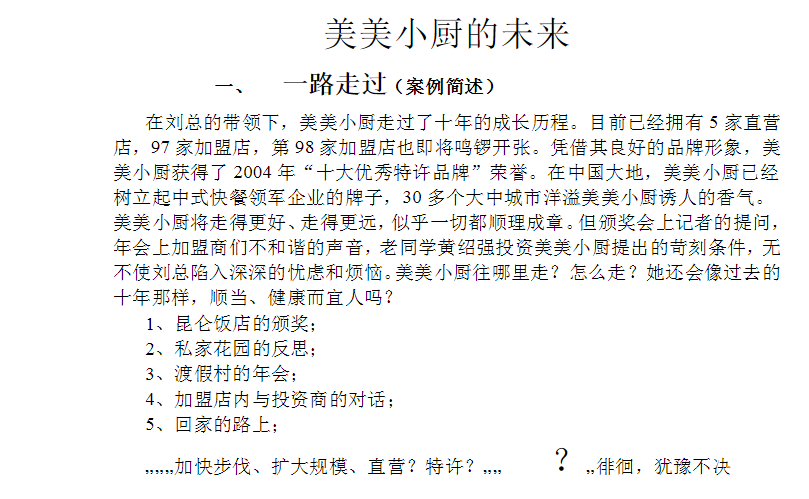 美美小厨的未来
一、 一路走过（案例简述）
在刘总的带领下，美美小厨走过了十年的成长历程。目前已经拥有 5 家直营
店，97 家加盟店，第 98 家加盟店也即将鸣锣开张。凭借其良好的品牌形象，美
美小厨获得了 2004 年“十大优秀特许品牌”荣誉。在中国大地，美美小厨已经
树立起中式快餐领军企业的牌子，30 多个大中城市洋溢美美小厨诱人的香气。
美美小厨将走得更好、走得更远，似乎一切都顺理成章。但颁奖会上记者的提问，
年会上加盟商们不和谐的声音，老同学黄绍强投资美美小厨提出的苛刻条件，无
不使刘总陷入深深的忧虑和烦恼。美美小厨往哪里走？怎么走？她还会像过去的
十年那样，顺当、健康而宜人吗？
1、昆仑饭店的颁奖；
2、私家花园的反思；
3、渡假村的年会；
4、加盟店内与投资商的对话；
5、回家的路上；
„„„加快步伐、扩大规模、直营？特许？„„ ？ „徘徊，犹豫不决